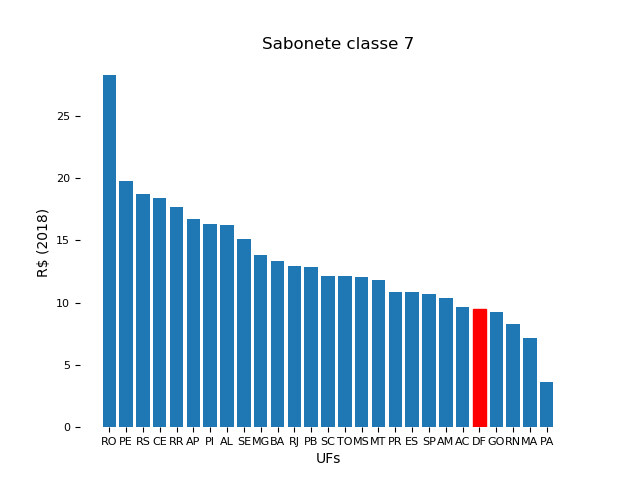 Sabonete classe 7
R$ (2018)
25
20
15
10
5
0
RO PE RS CE RR AP PI AL SE MG BA RJ PB SC TO MS MT PR ES SP AM AC DF GO RN MA PA
UFs